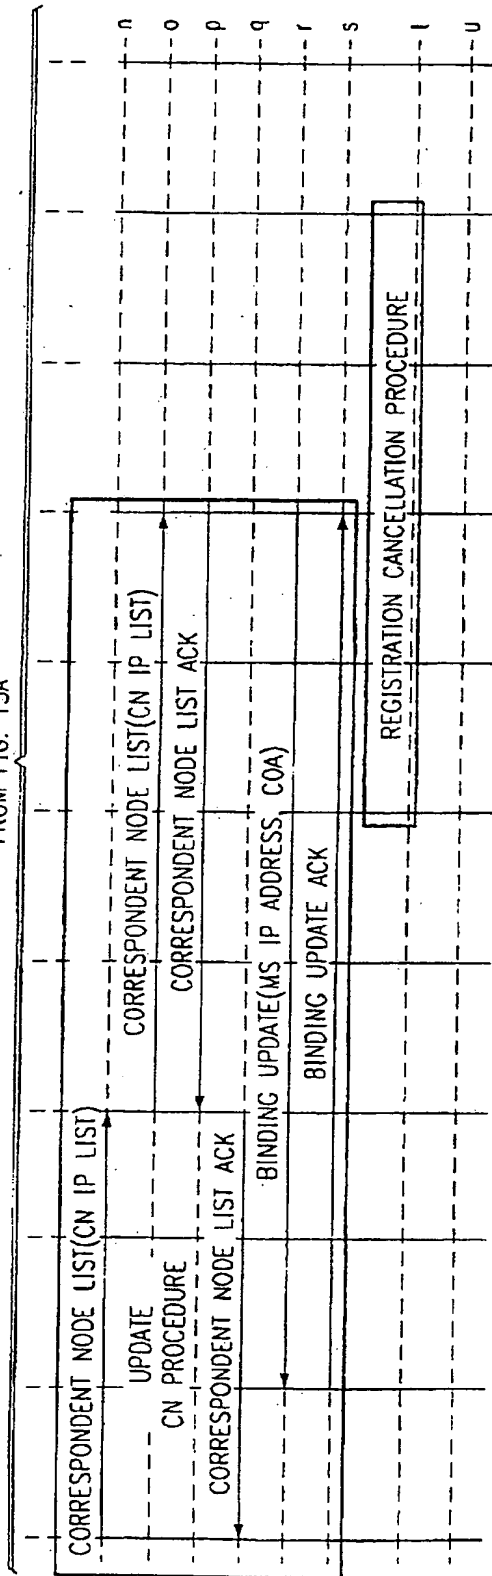 FROM FIG. 15A
CORRESPONDENT NODE LIST(CN IP LIST)
n
CORRESPONDENT NODE LIST(CN IP LIST)
o
UPDATE
CN PROCEDURE
CORRESPONDENT NODE LIST ACK
p
CORRESPONDENT NODE LIST ACK
q
BINDING UPDATE(MS IP ADDRESS, COA)
r
BINDING UPDATE ACK
s
REGISTRATION CANCELLATION PROCEDURE
t
u